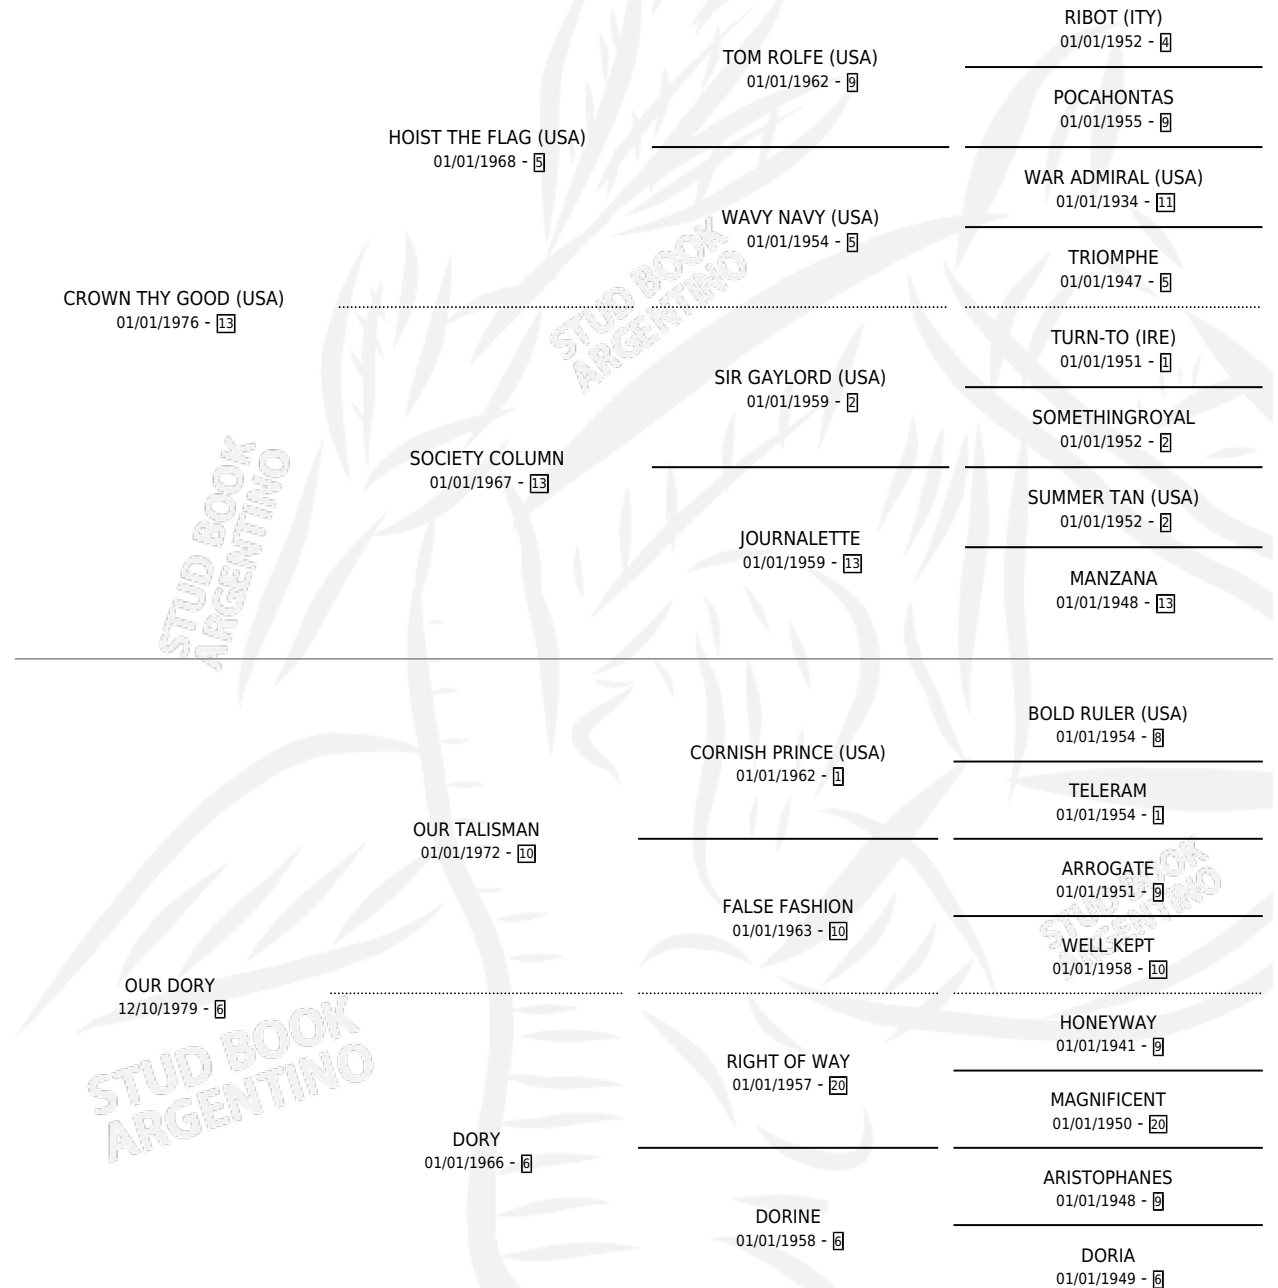 RIBOT (ITY)
01/01/1952 - 4
TOM ROLFE (USA)
01/01/1962 - 9
POCAHONTAS
01/01/1955 - 9
HOIST THE FLAG (USA)
01/01/1968 - 5
WAR ADMIRAL (USA)
01/01/1934 - 11
WAVY NAVY (USA)
01/01/1954 - 5
TRIOMPHE
01/01/1947 - 5
CROWN THY GOOD (USA)
01/01/1976 - 13
TURN-TO (IRE)
01/01/1951 - 1
SIR GAYLORD (USA)
01/01/1959 - 2
SOMETHINGROYAL
01/01/1952 - 2
SOCIETY COLUMN
01/01/1967 - 13
SUMMER TAN (USA)
01/01/1952 - 2
JOURNALETTE
01/01/1959 - 13
MANZANA
01/01/1948 - 13
BOLD RULER (USA)
01/01/1954 - 8
CORNISH PRINCE (USA)
01/01/1962 - 1
TELERAM
01/01/1954 - 1
OUR TALISMAN
01/01/1972 - 10
ARROGATE
01/01/1951 - 9
FALSE FASHION
01/01/1963 - 10
WELL KEPT
01/01/1958 - 10
OUR DORY
12/10/1979 - 6
HONEYWAY
01/01/1941 - 9
RIGHT OF WAY
01/01/1957 - 20
MAGNIFICENT
01/01/1950 - 20
DORY
01/01/1966 - 6
ARISTOPHANES
01/01/1948 - 9
DORINE
01/01/1958 - 6
DORIA
01/01/1949 - 6
STUD BOOK
ARGENTINO
STUD BOOK
ARGENTINO
STUD BOOK
ARGENTINO
STUD BOOK
ARGENTINO